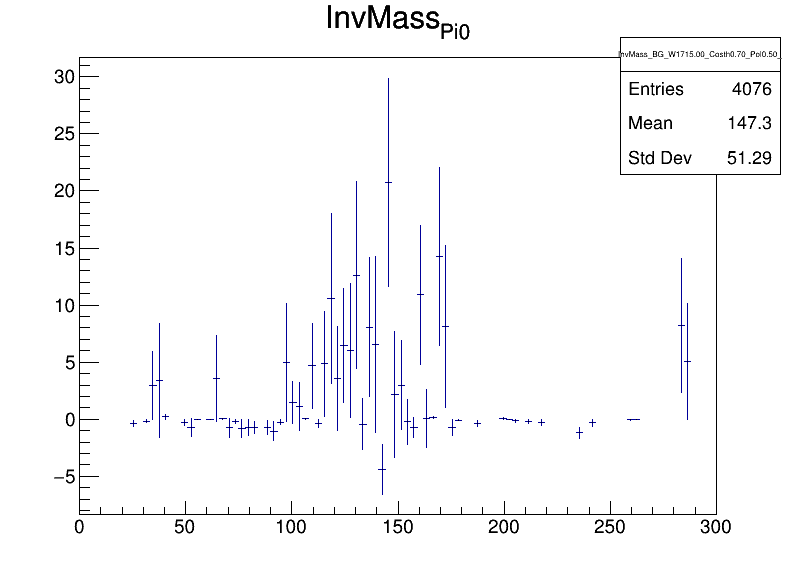 InvMass_Pi0
InvMass_BG_W1715.00_Costh0.70_Pol0.50_
Entries 4076
Mean 147.3
Std Dev 51.29
30
25
20
15
10
5
0
−5
0 50 100 150 200 250 300